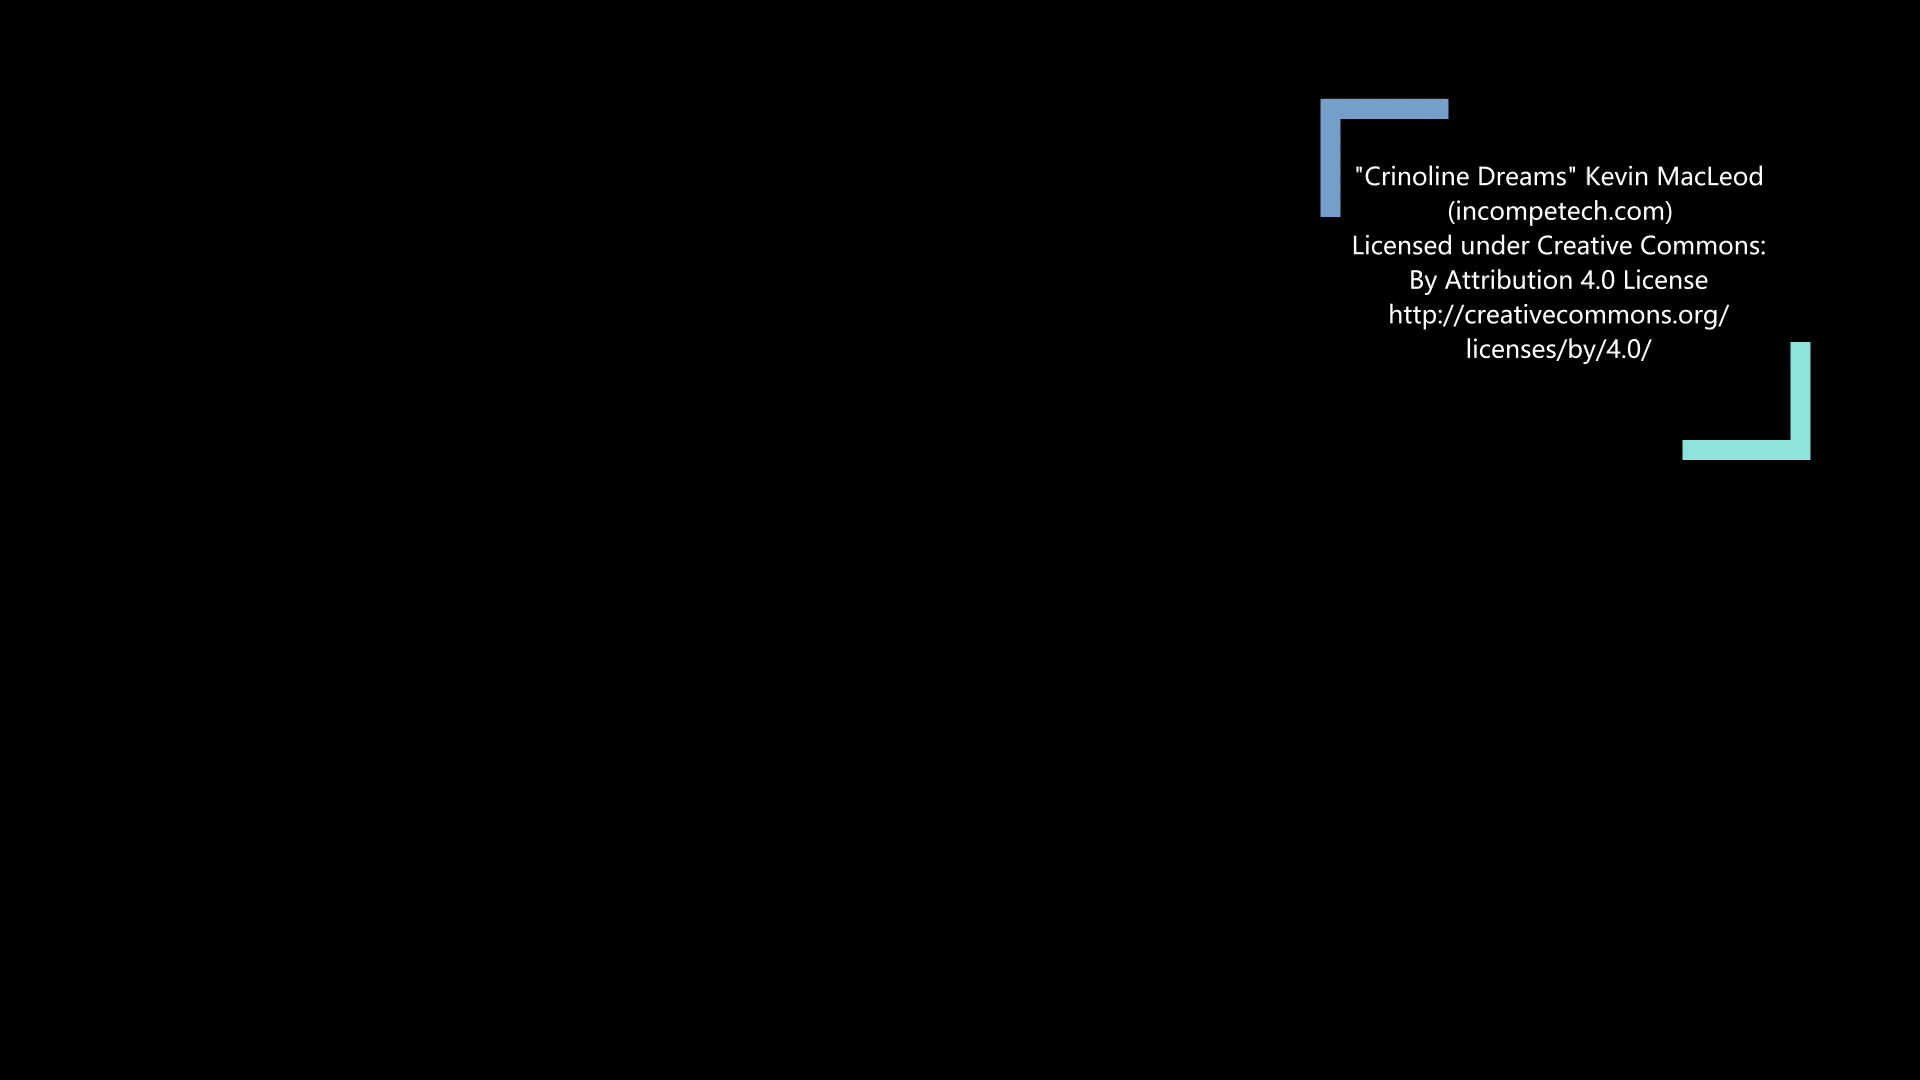 "Crinoline Dreams" Kevin MacLeod
(incompetech.com)
Licensed under Creative Commons:
By Attribution 4.0 License
http://creativecommons.org/
licenses/by/4.0/